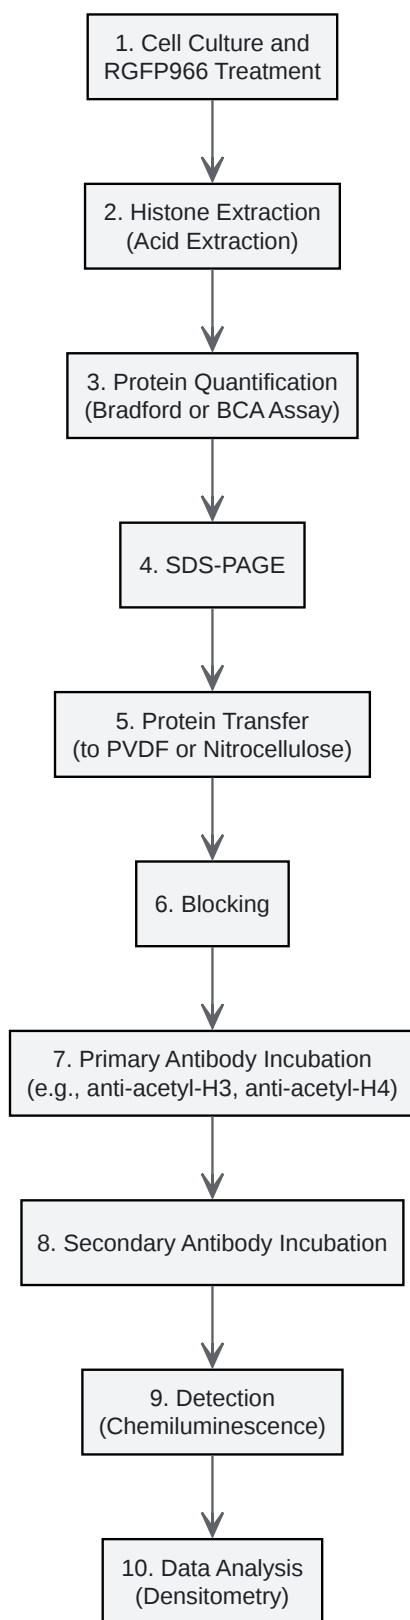 1. Cell Culture and
RGFP966 Treatment
2. Histone Extraction
(Acid Extraction)
3. Protein Quantification
(Bradford or BCA Assay)
4. SDS-PAGE
5. Protein Transfer
(to PVDF or Nitrocellulose)
6. Blocking
7. Primary Antibody Incubation
(e.g., anti-acetyl-H3, anti-acetyl-H4)
8. Secondary Antibody Incubation
9. Detection
(Chemiluminescence)
10. Data Analysis
(Densitometry)